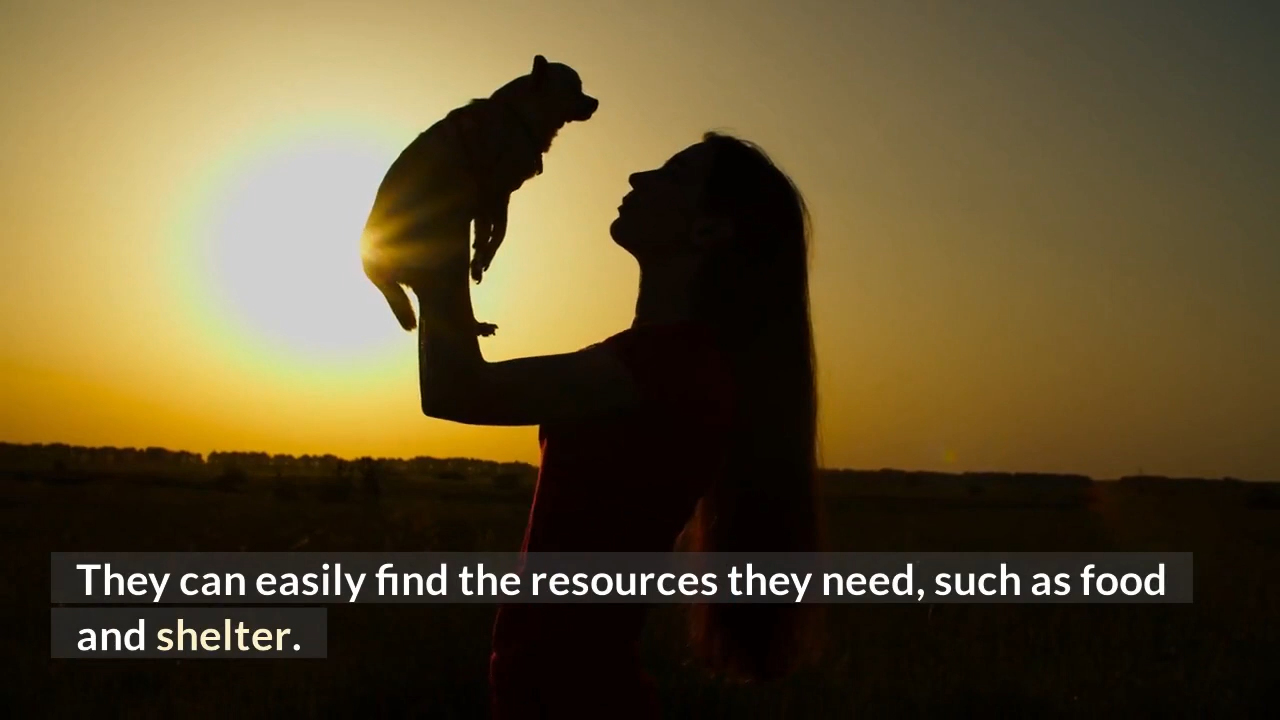 They can easily find the resources they need, such as food
and shelter.